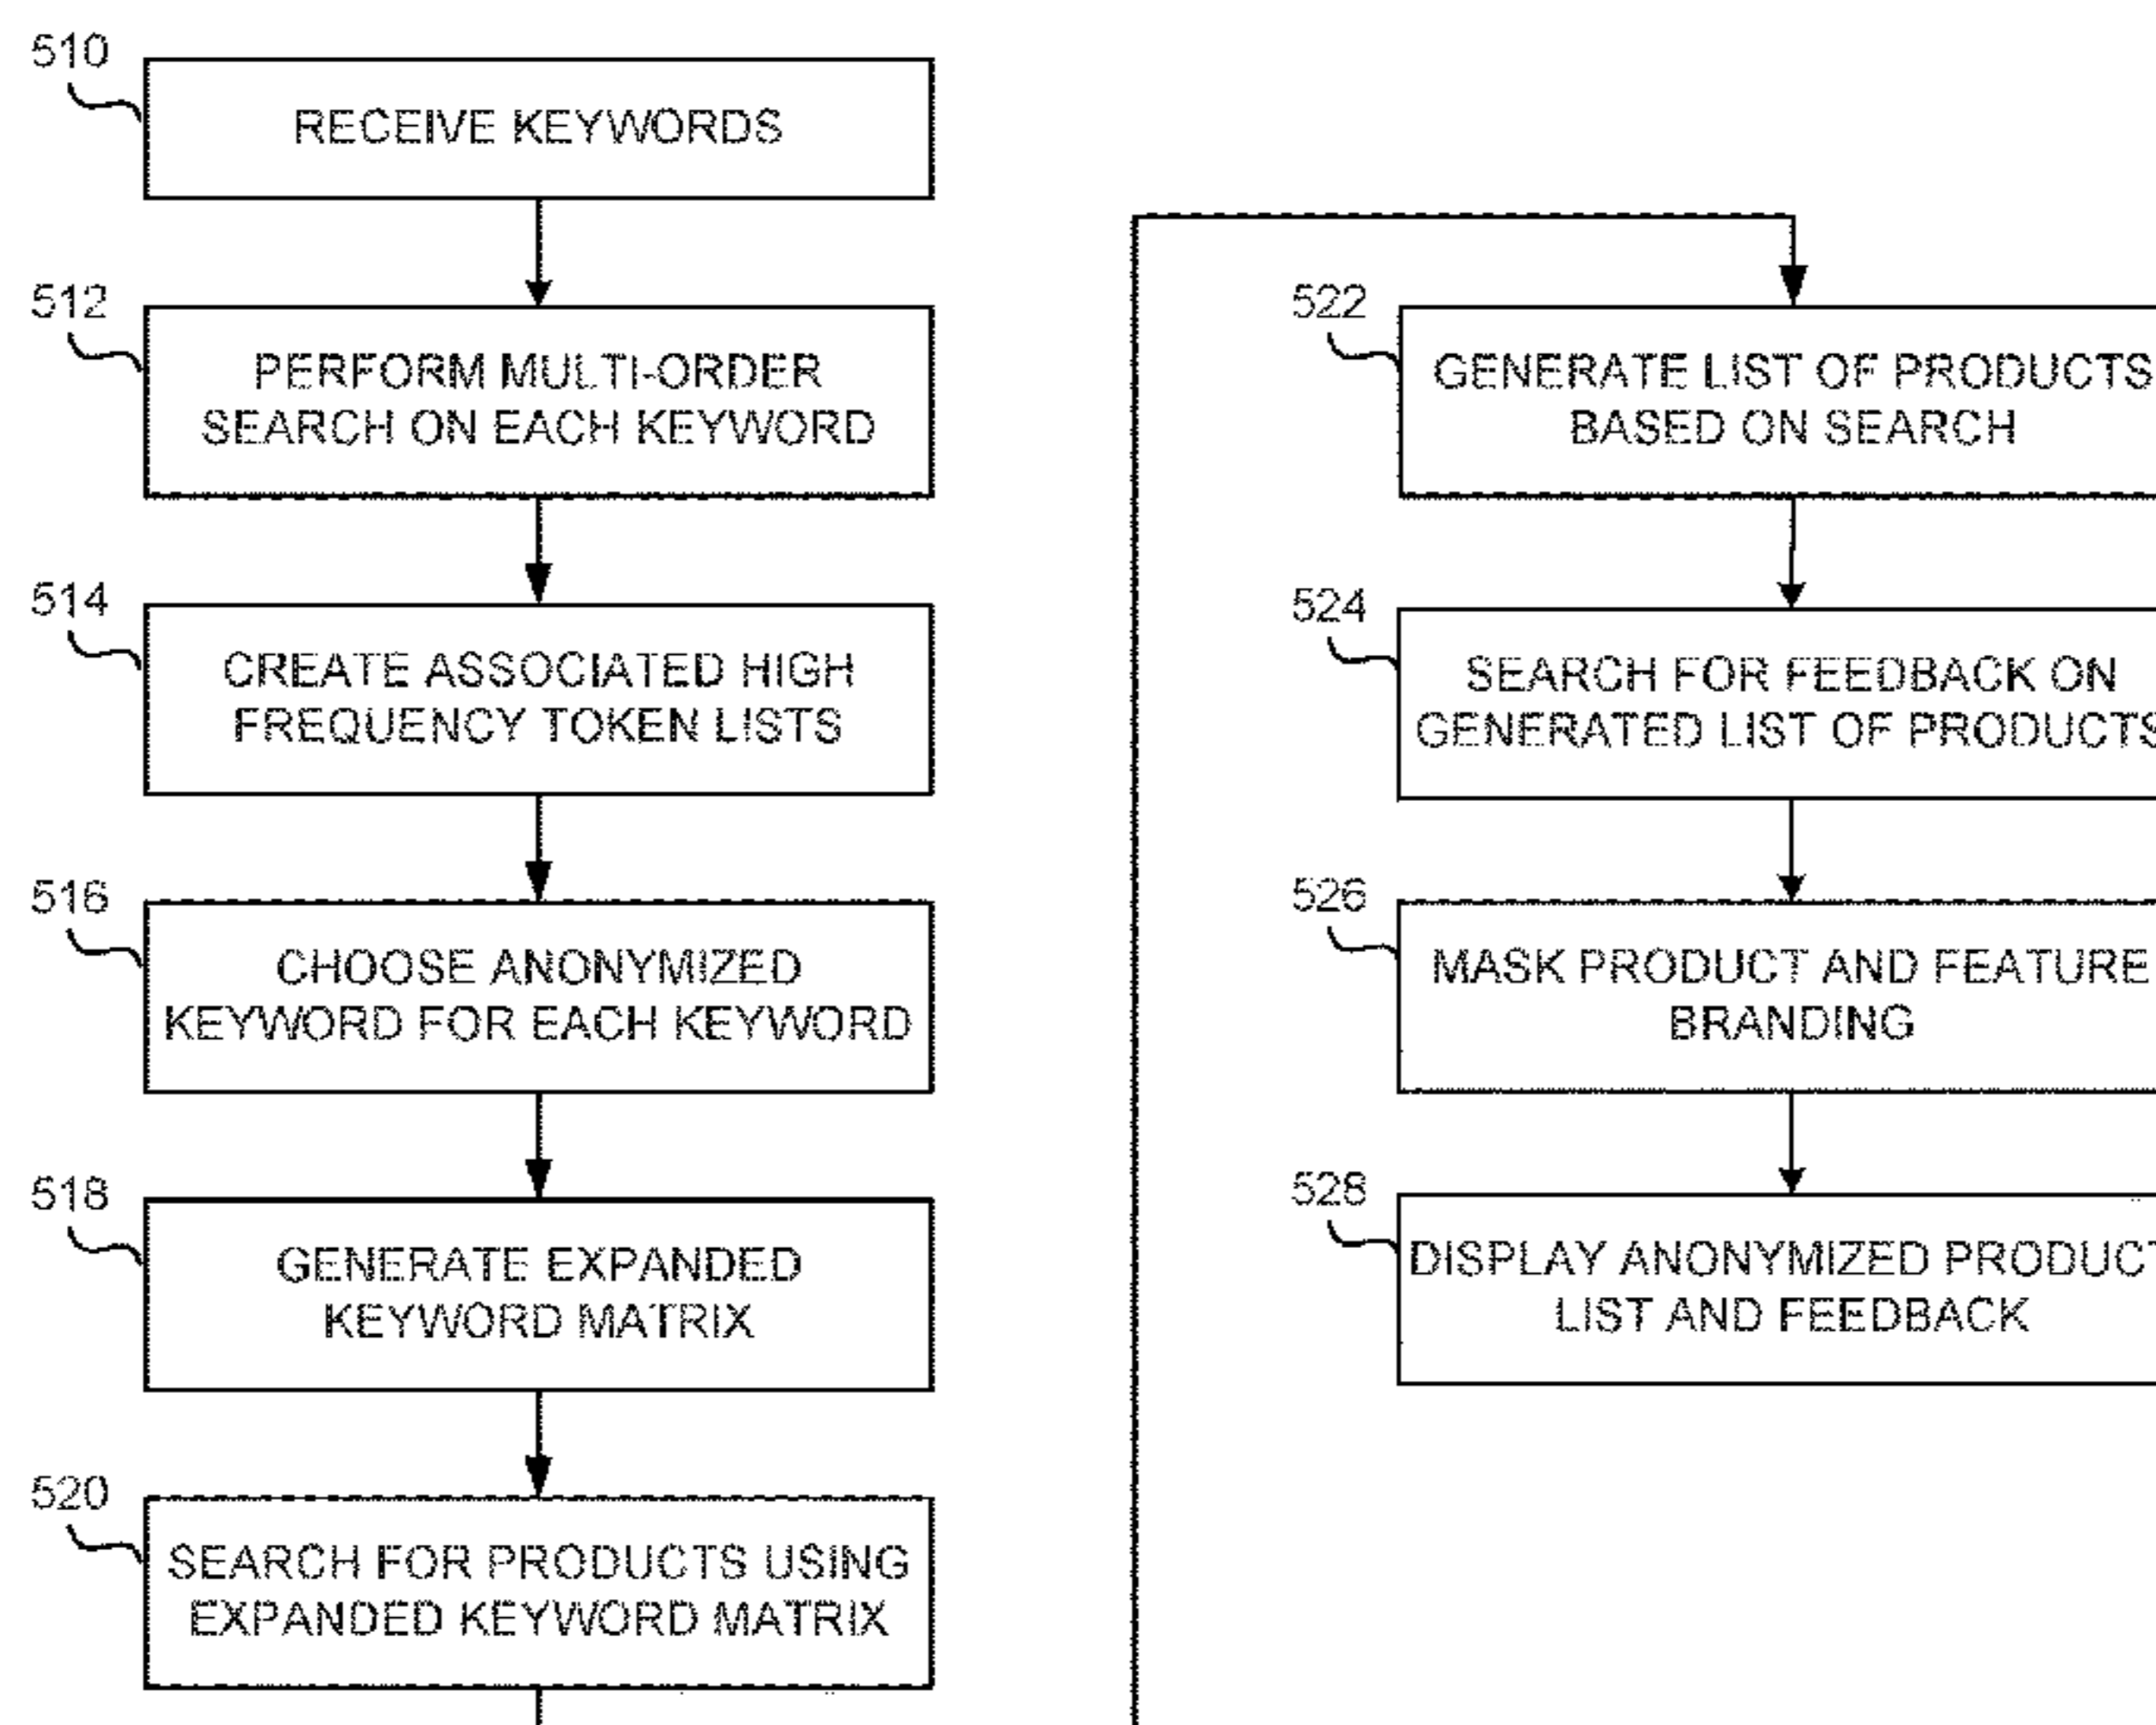 510
RECEIVE KEYWORDS
512
PERFORM MULTI-ORDER
SEARCH ON EACH KEYWORD
514
CREATE ASSOCIATED HIGH
FREQUENCY TOKEN LISTS
516
CHOOSE ANONYMIZED
KEYWORD FOR EACH KEYWORD
518
GENERATE EXPANDED
KEYWORD MATRIX
520
SEARCH FOR PRODUCTS USING
EXPANDED KEYWORD MATRIX
522
GENERATE LIST OF PRODUCTS
BASED ON SEARCH
524
SEARCH FOR FEEDBACK ON
GENERATED LIST OF PRODUCTS
526
MASK PRODUCT AND FEATURE
BRANDING
528
DISPLAY ANONYMIZED PRODUCT
LIST AND FEEDBACK